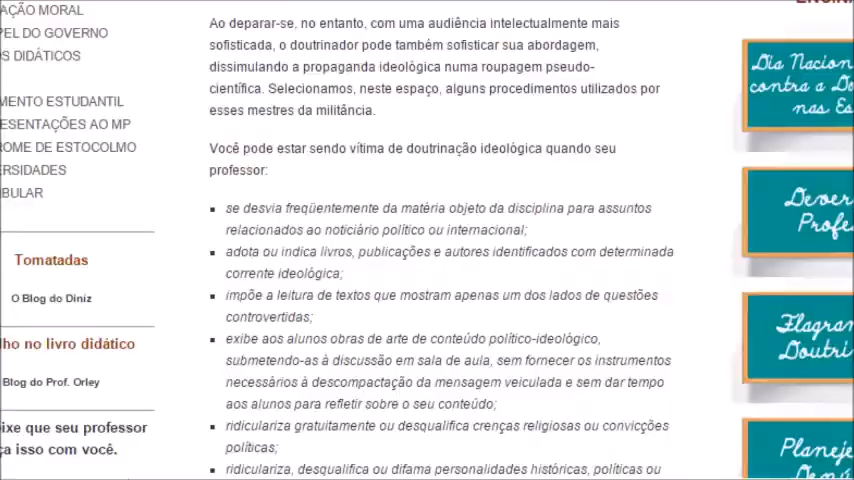 AÇÃO MORAL
PEL DO GOVERNO
OS DIDÁTICOS
MENTO ESTUDANTIL
ESENTAÇÕES AO MP
ROME DE ESTOCOLMO
ERSIDADES
IBULAR
Tomatadas
O Blog do Diniz
lho no livro didático
Blog do Prof. Orley
ixe que seu professor
ça isso com você.
Ao deparar-se, no entanto, com uma audiência intelectualmente mais
sofisticada, o doutrinador pode também sofisticar sua abordagem,
dissimulando a propaganda ideológica numa roupagem pseudo-
científica. Selecionamos, neste espaço, alguns procedimentos utilizados por
esses mestres da militância.
Você pode estar sendo vítima de doutrinação ideológica quando seu
professor:
se desvia freqüentemente da matéria objeto da disciplina para assuntos
relacionados ao noticiário político ou internacional;
adota ou indica livros, publicações e autores identificados com determinada
corrente ideológica;
impõe a leitura de textos que mostram apenas um dos lados de questões
controvertidas;
exibe aos alunos obras de arte de conteúdo político-ideológico,
submetendo-as à discussão em sala de aula, sem fornecer os instrumentos
necessários à descompactação da mensagem veiculada e sem dar tempo
aos alunos para refletir sobre o seu conteúdo;
ridiculariza gratuitamente ou desqualifica crenças religiosas ou convicções
políticas;
ridiculariza, desqualifica ou difama personalidades históricas, políticas ou
Dia Nacion
contra a Do
nas Es
Dever
Profe
Flagran
Doutri
Planeje